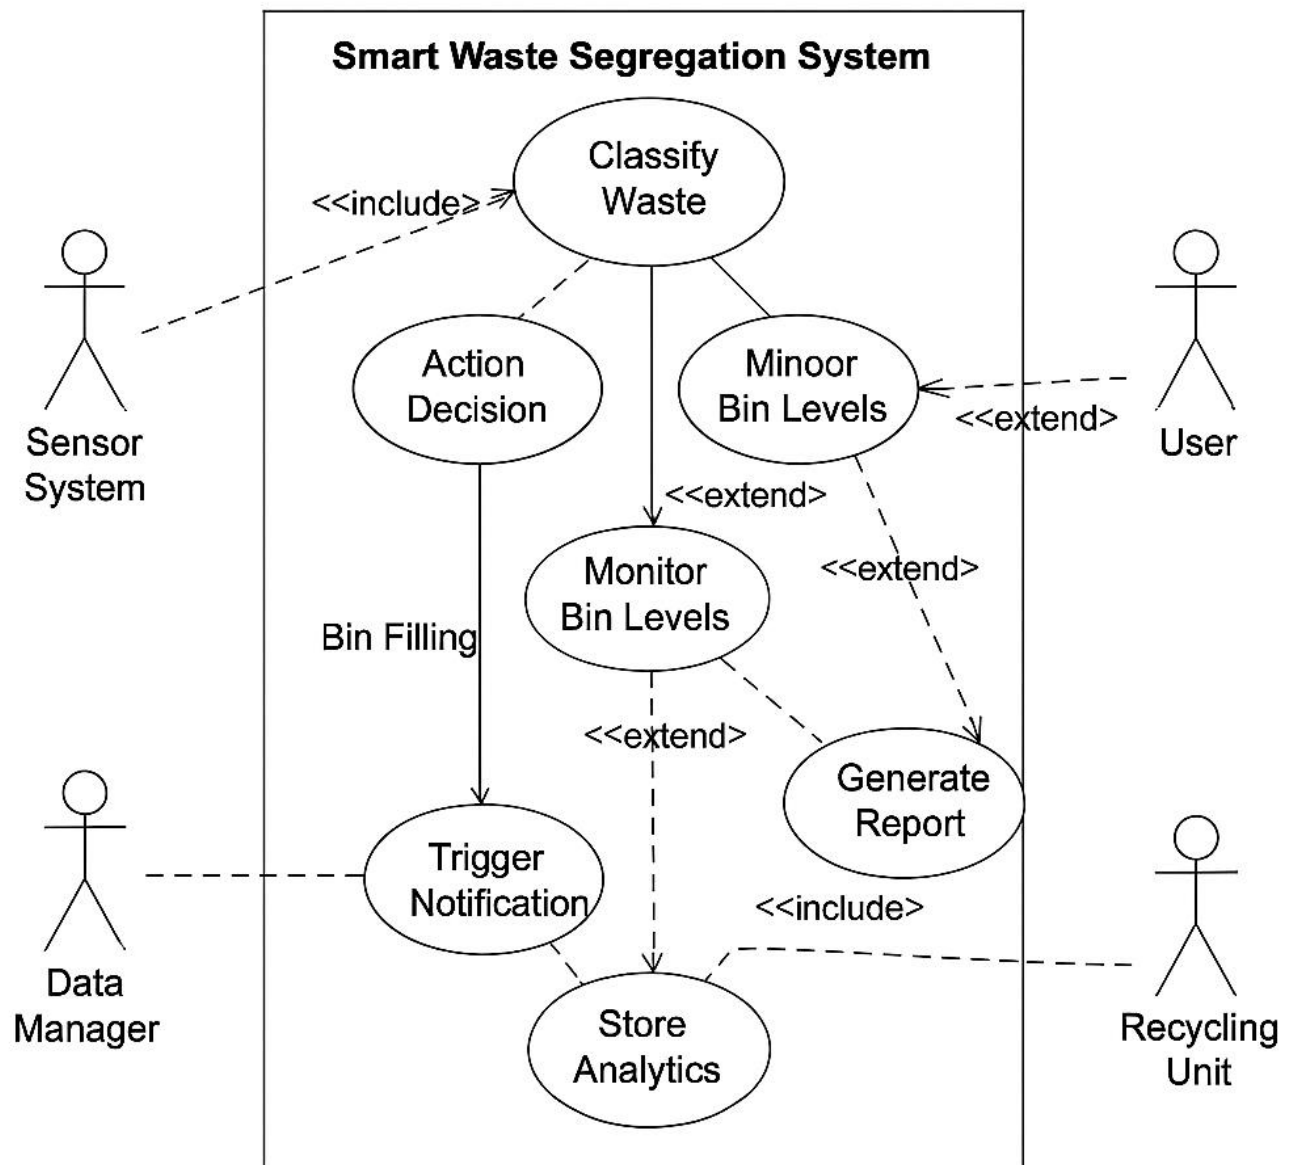 Smart Waste Segregation System
Classify
Waste
<<include>
Action
Decision
Minoor
Bin Levels
<<extend>
Sensor
System
User
<<extend>
Monitor
Bin Levels
<<extend>
Bin Filling
<<extend>
Generate
Report
Trigger
Notification
<<include>
Data
Manager
Store
Analytics
Recycling
Unit